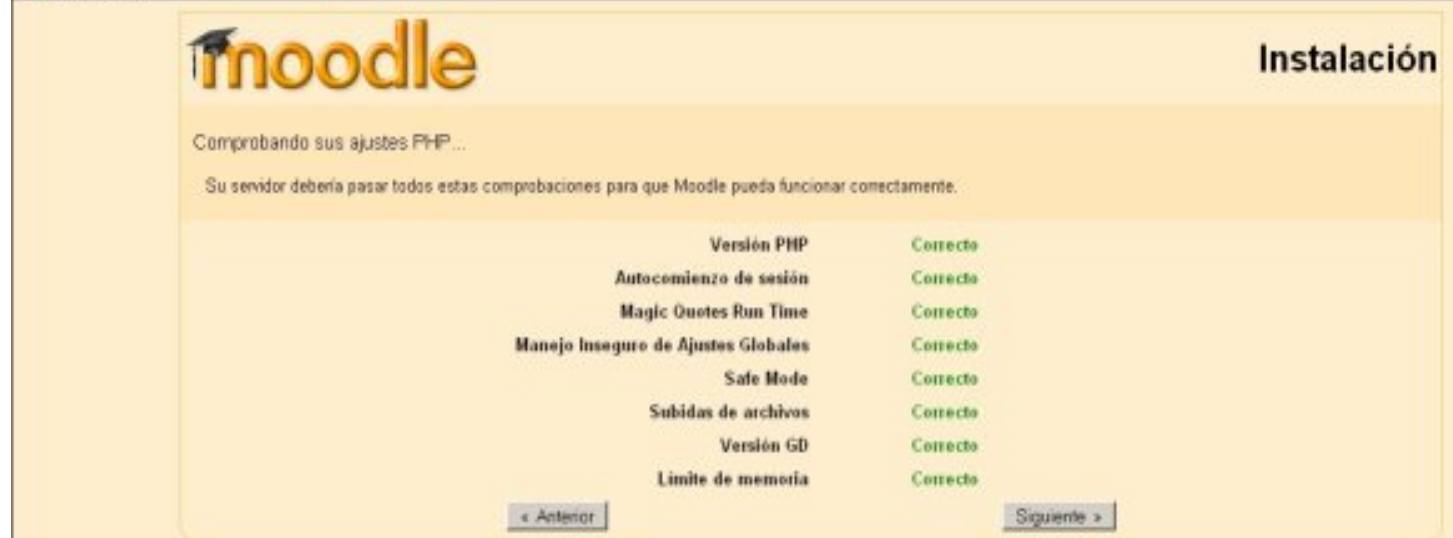 moodle
Instalación
Comprobando sus ajustes PHP...
Su servidor debería pasar todos estas comprobaciones para que Moodle pueda funcionar correctamente.
Versión PHP Correcto
Autocomienzo de sesión Correcto
Magic Quotes Run Time Correcto
Manejo Inseguro de Ajustes Globales Correcto
Safe Mode Correcto
Subidas de archivos Correcto
Versión GD Correcto
Límite de memoria Correcto
« Anterior Siguiente »